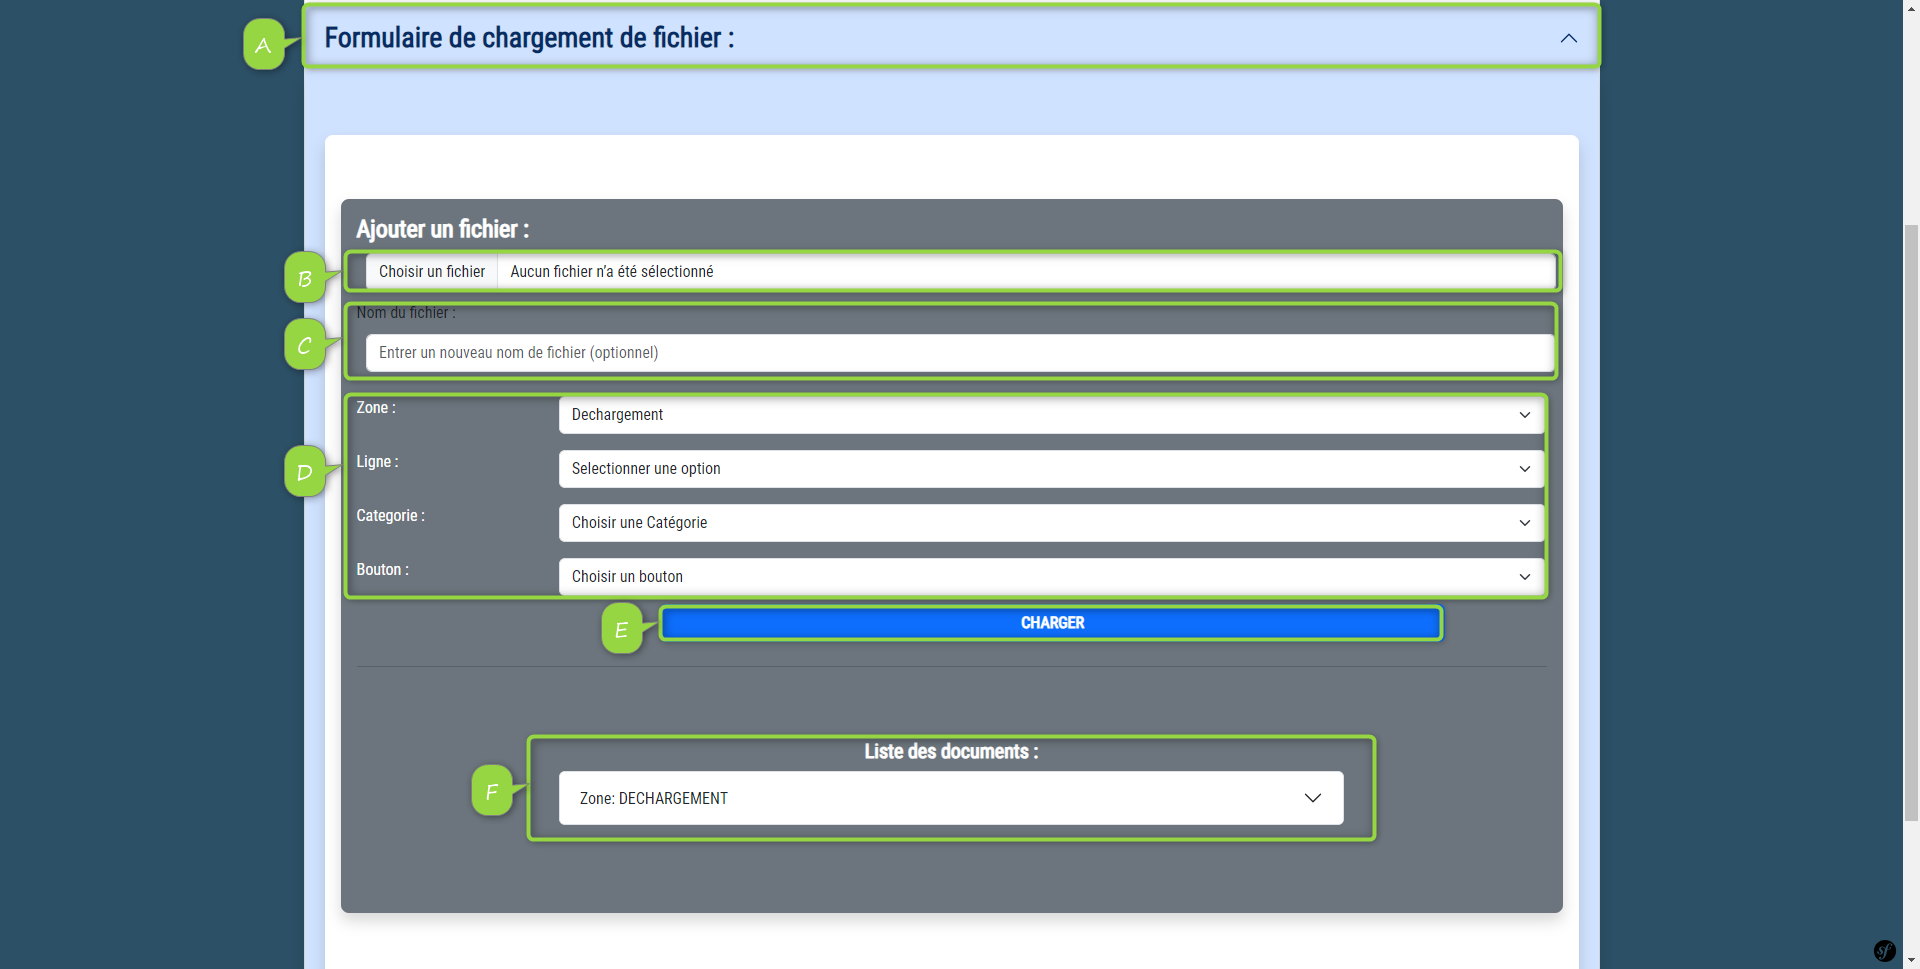 A
Formulaire de chargement de fichier :
Ajouter un fichier :
B
Choisir un fichier Aucun fichier n'a été sélectionné
Nom du fichier :
C
Entrer un nouveau nom de fichier (optionnel)
Zone : Dechargement
D
Ligne : Selectionner une option
Categorie : Choisir une Catégorie
Bouton : Choisir un bouton
E
CHARGER
Liste des documents :
F
Zone: DECHARGEMENT
sf